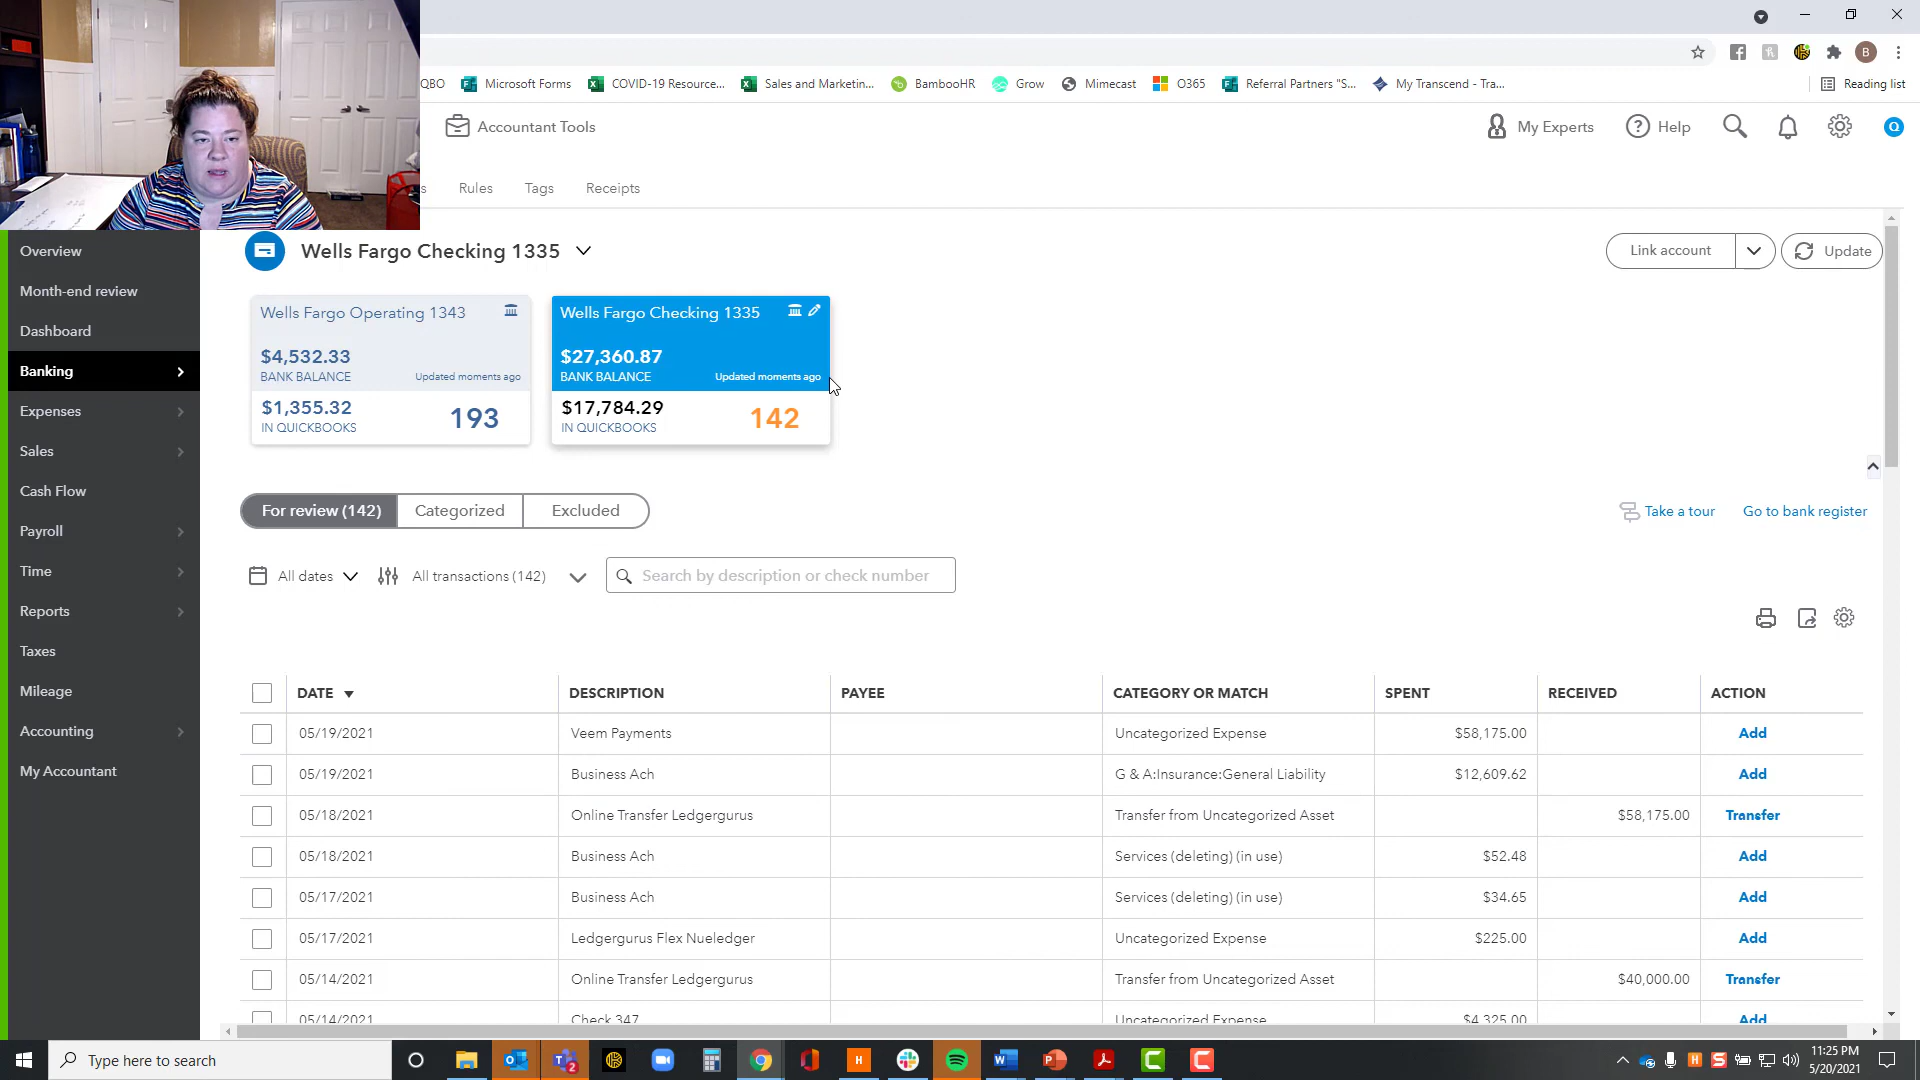 QBO Microsoft Forms COVID-19 Resource... Sales and Marketin... BambooHR Grow Mimecast O365 Referral Partners "S... My Transcend - Tra... Reading list
Accountant Tools My Experts Help
s Rules Tags Receipts
Overview
Month-end review
Dashboard
Banking
Expenses
Sales
Cash Flow
Payroll
Time
Reports
Taxes
Mileage
Accounting
My Accountant
Wells Fargo Checking 1335 Link account Update
Wells Fargo Operating 1343
$4,532.33
BANK BALANCE Updated moments ago
$1,355.32
IN QUICKBOOKS 193
Wells Fargo Checking 1335
$27,360.87
BANK BALANCE Updated moments ago
$17,784.29
IN QUICKBOOKS 142
For review (142) Categorized Excluded Take a tour Go to bank register
All dates All transactions (142) Search by description or check number
DATE DESCRIPTION PAYEE CATEGORY OR MATCH SPENT RECEIVED ACTION
05/19/2021 Veem Payments Uncategorized Expense $58,175.00 Add
05/19/2021 Business Ach G & A:Insurance:General Liability $12,609.62 Add
05/18/2021 Online Transfer Ledgergurus Transfer from Uncategorized Asset $58,175.00 Transfer
05/18/2021 Business Ach Services (deleting) (in use) $52.48 Add
05/17/2021 Business Ach Services (deleting) (in use) $34.65 Add
05/17/2021 Ledgergurus Flex Nueledger Uncategorized Expense $225.00 Add
05/14/2021 Online Transfer Ledgergurus Transfer from Uncategorized Asset $40,000.00 Transfer
05/14/2021 Check 347 Uncategorized Expense $4,325.00 Add
Type here to search
11:25 PM
5/20/2021